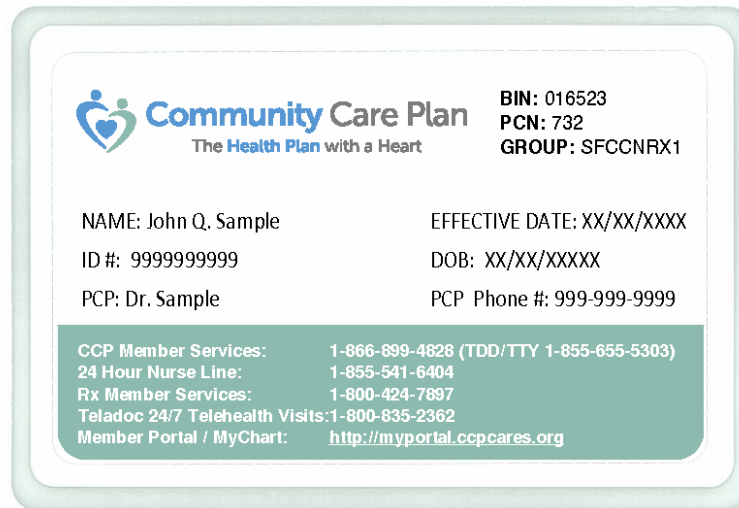 Community Care Plan
The Health Plan with a Heart
BIN: 016523
PCN: 732
GROUP: SFCCNRX1
NAME: John Q. Sample
EFFECTIVE DATE: XX/XX/XXXX
ID #: 9999999999
DOB: XX/XX/XXXXX
PCP: Dr. Sample
PCP Phone #: 999-999-9999
CCP Member Services: 1-866-899-4828 (TDD/TTY 1-855-655-5303)
24 Hour Nurse Line: 1-855-541-6404
Rx Member Services: 1-800-424-7897
Teladoc 24/7 Telehealth Visits:1-800-835-2362
Member Portal / MyChart: http://myportal.ccpcares.org